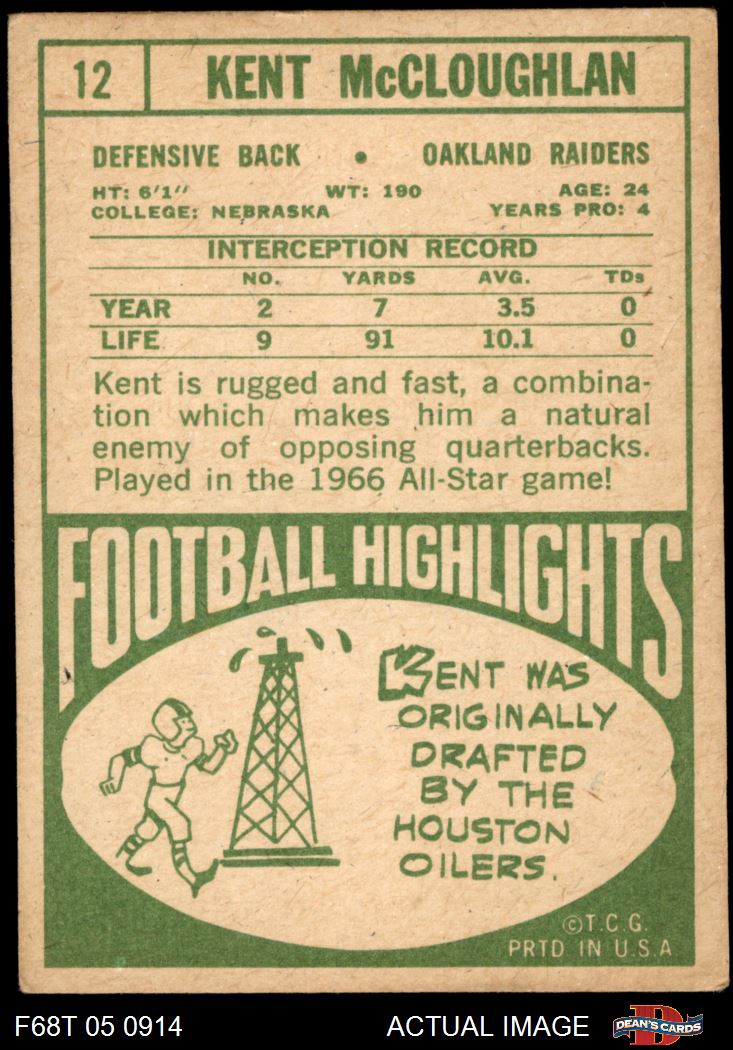 12 KENT McCLOUGHLAN
DEFENSIVE BACK • OAKLAND RAIDERS
HT: 6'1" WT: 190 AGE: 24
COLLEGE: NEBRASKA YEARS PRO: 4
INTERCEPTION RECORD
NO. YARDS AVG. TDs
YEAR 2 7 3.5 0
LIFE 9 91 10.1 0
Kent is rugged and fast, a combina-
tion which makes him a natural
enemy of opposing quarterbacks.
Played in the 1966 All-Star game!
FOOTBALL HIGHLIGHTS
KENT WAS
ORIGINALLY
DRAFTED
BY THE
HOUSTON
OILERS.
©T.C.G.
PRTD IN U.S.A
F68T 05 0914 ACTUAL IMAGE DEAN'S CARDS